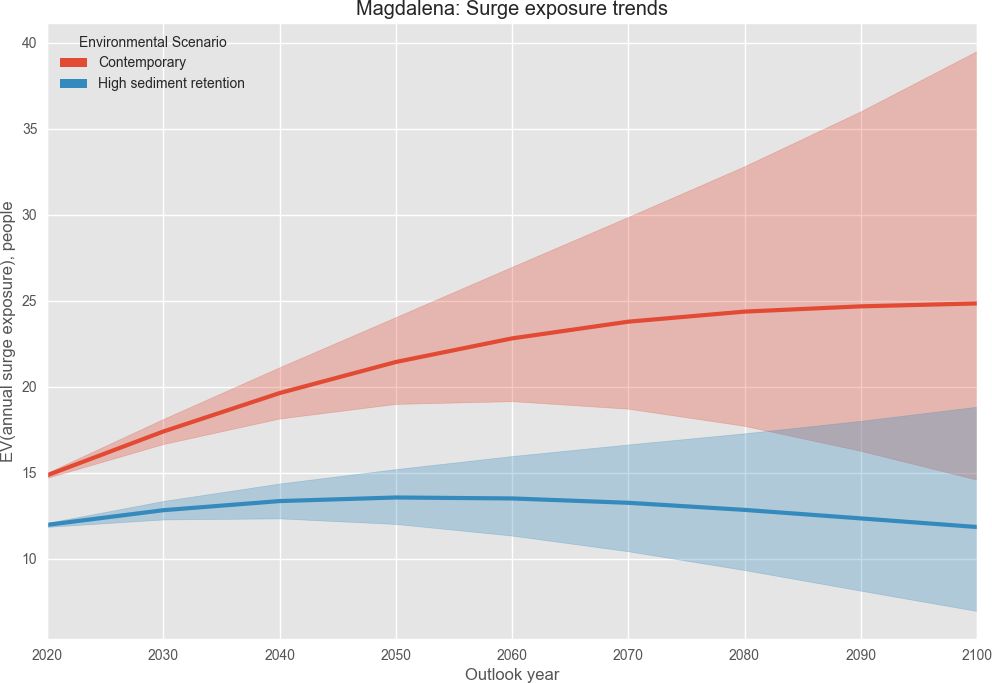 Magdalena: Surge exposure trends
Environmental Scenario
Contemporary
High sediment retention
EV(annual surge exposure), people
40
35
30
25
20
15
10
2020 2030 2040 2050 2060 2070 2080 2090 2100
Outlook year